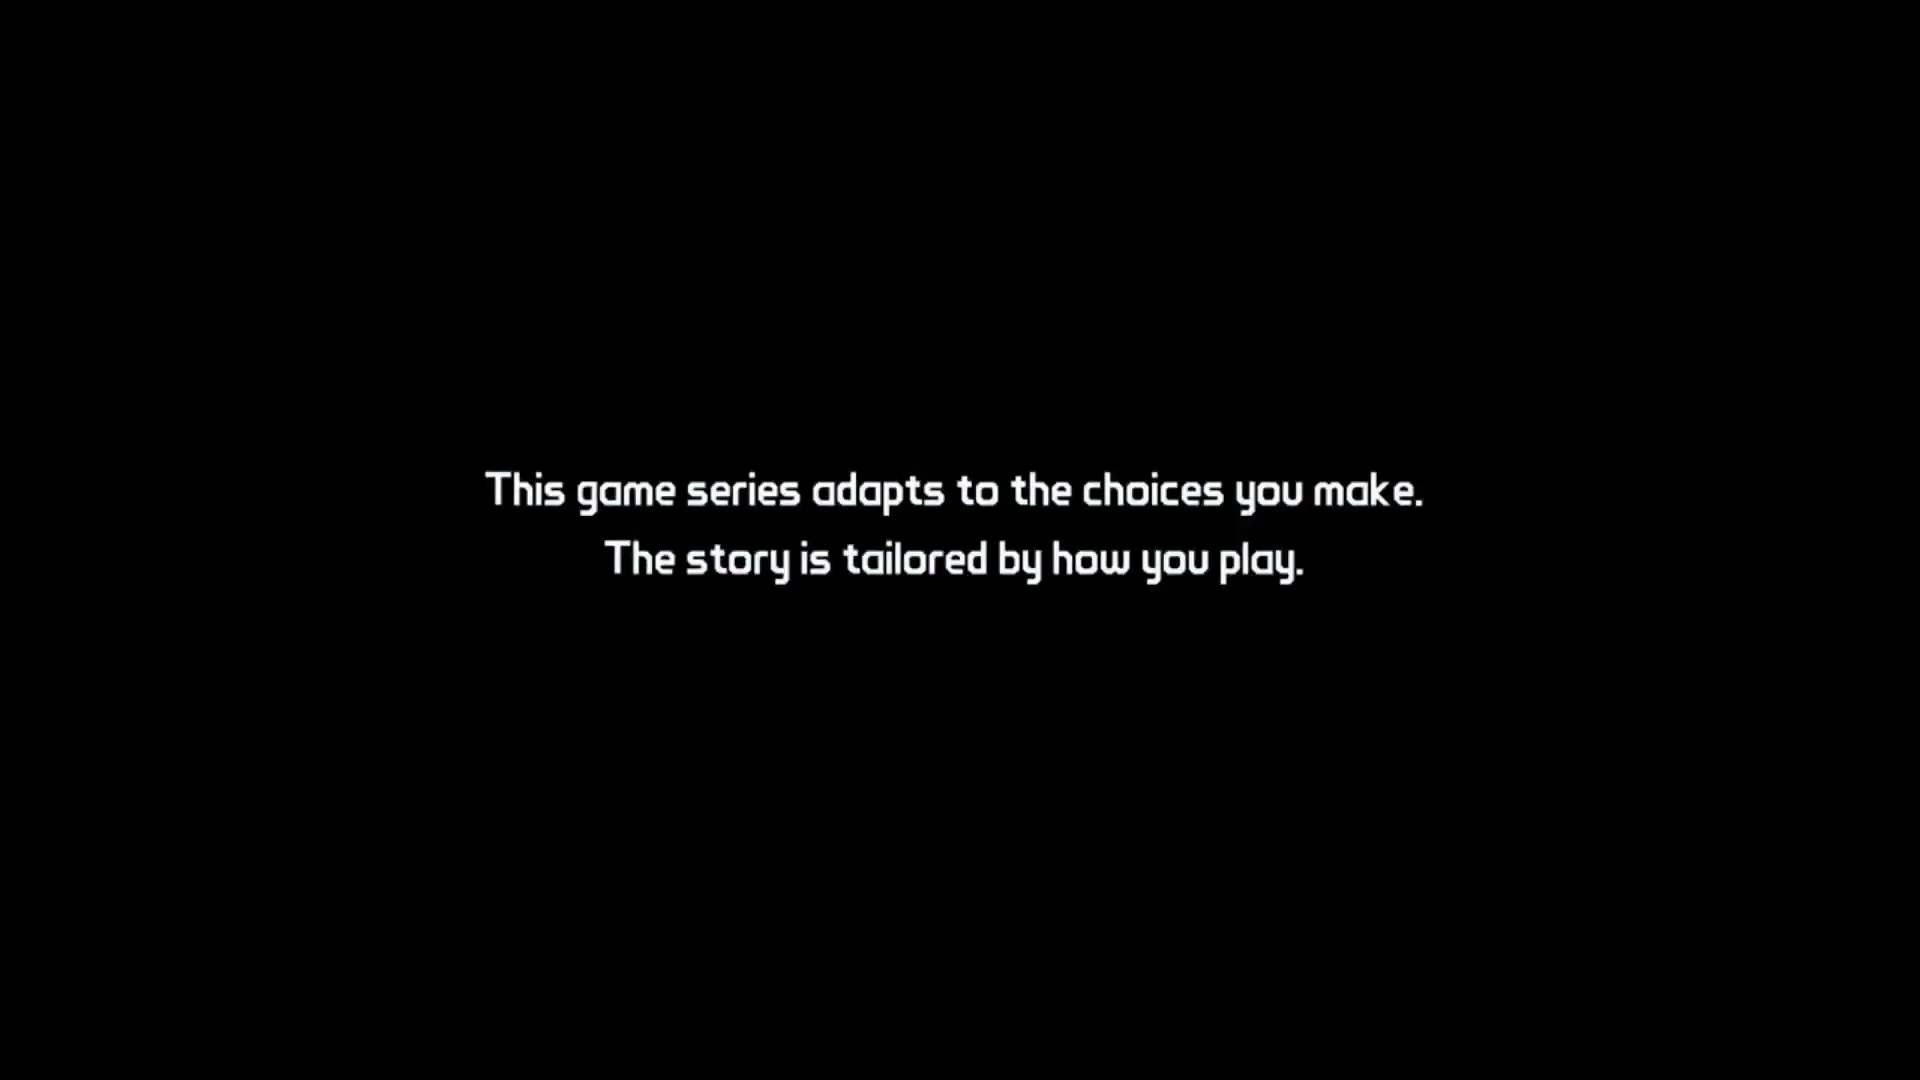 This game series adapts to the choices you make.
The story is tailored by how you play.